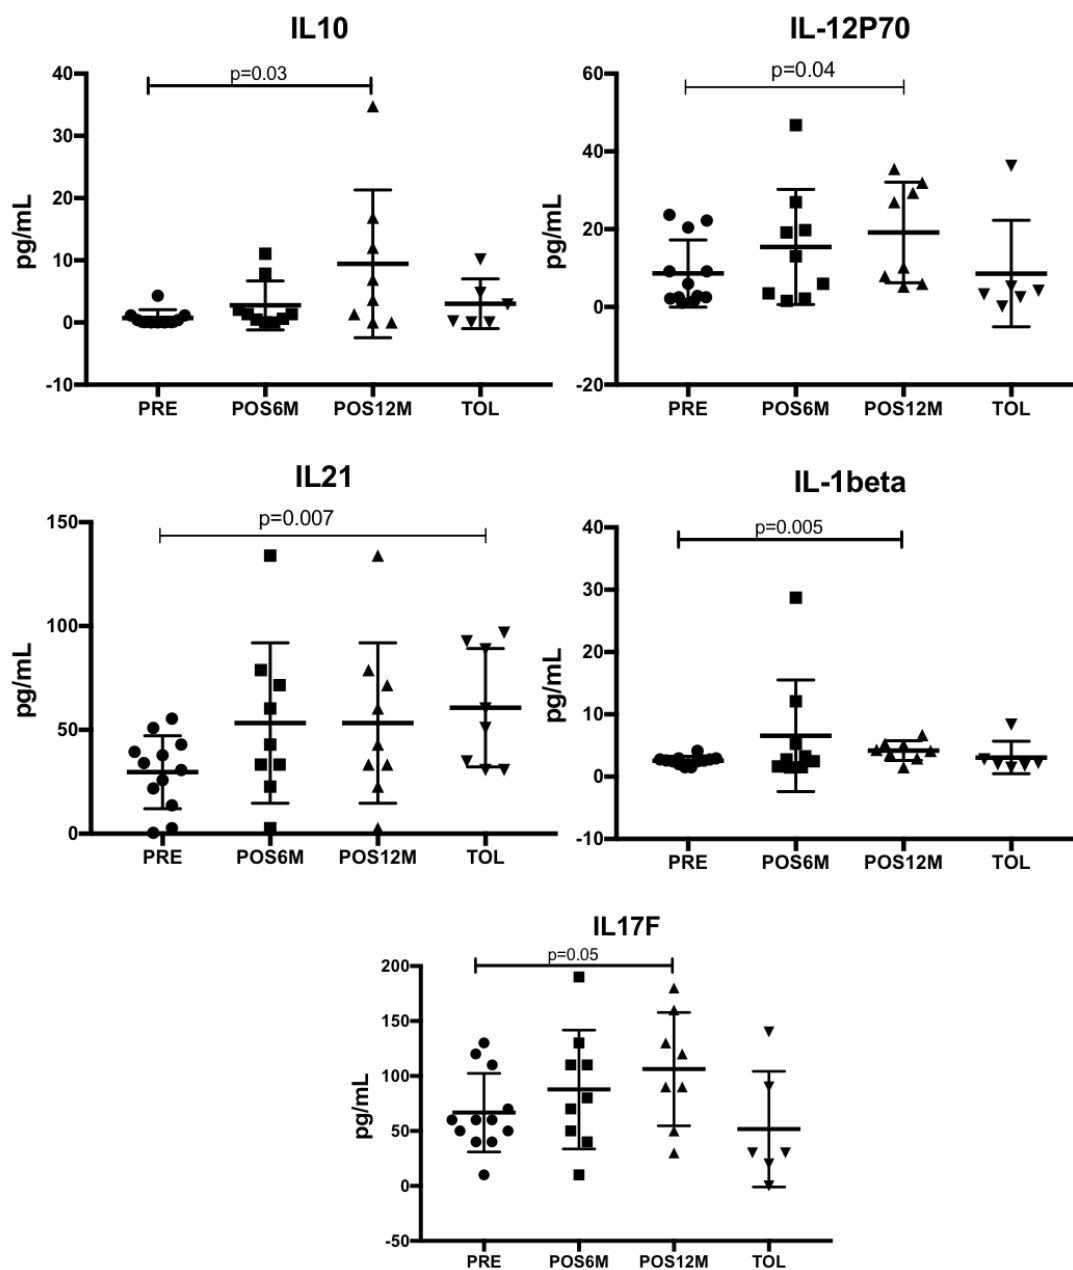 IL10
p=0.03
40
30
20
10
0
-10
pg/mL
PRE POS6M POS12M TOL
IL-12P70
p=0.04
60
40
20
0
-20
pg/mL
PRE POS6M POS12M TOL
IL21
p=0.007
150
100
50
0
pg/mL
PRE POS6M POS12M TOL
IL-1beta
p=0.005
40
30
20
10
0
-10
pg/mL
PRE POS6M POS12M TOL
IL17F
p=0.05
200
150
100
50
0
-50
pg/mL
PRE POS6M POS12M TOL